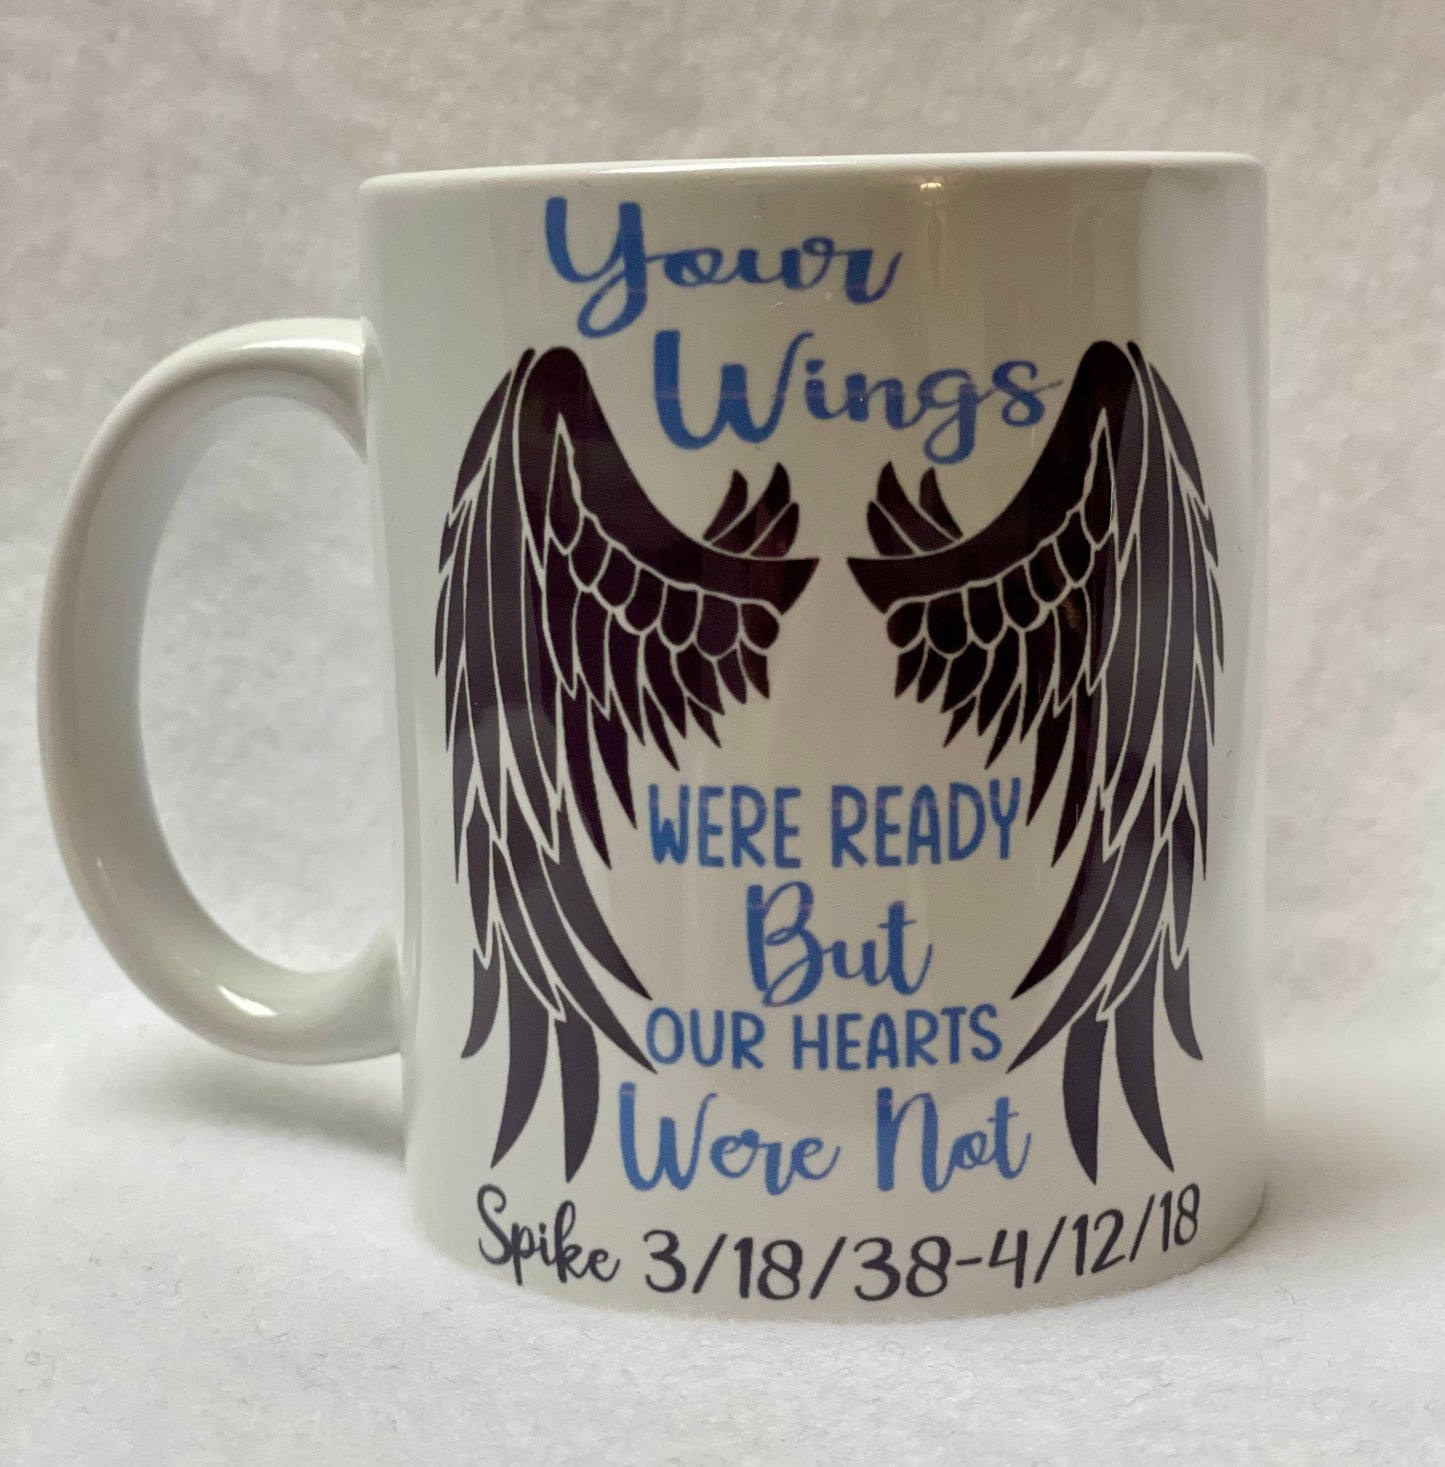 Your
Wings
WERE READY
But
OUR HEARTS
Were Not
Spike 3/18/38-4/12/18